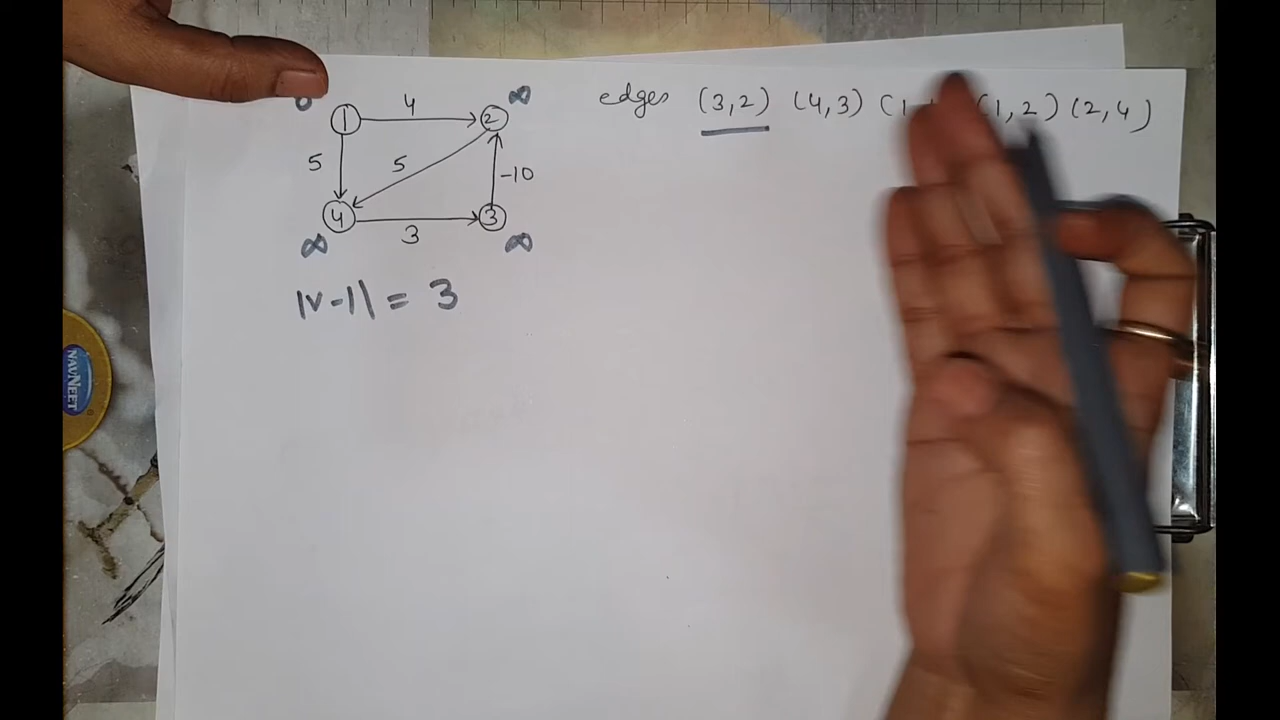 edges (3,2) (4,3) (1, (1,2) (2,4)
0 4 ∞
1 2
5 5 -10
4 3
∞ 3 ∞
|v-1| = 3
NAVNEET